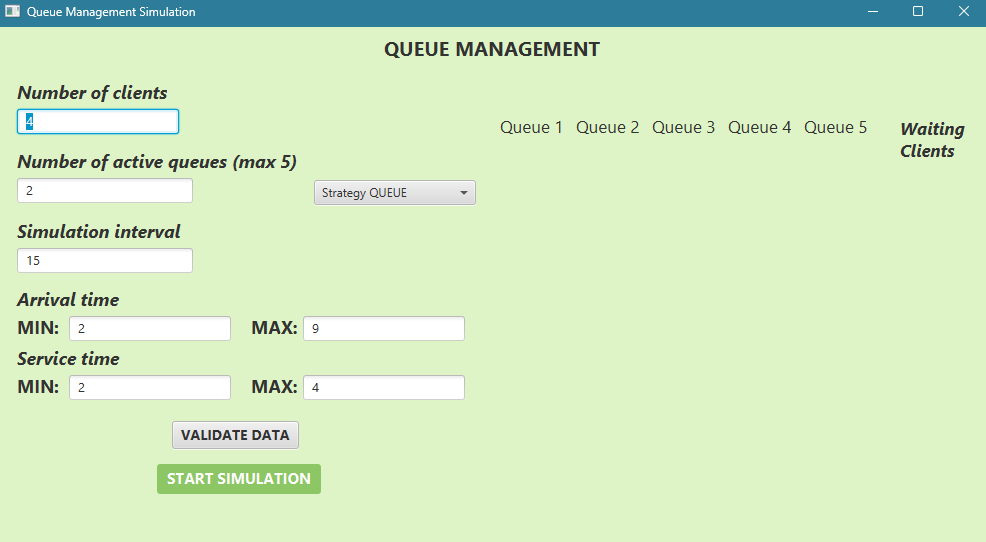 Queue Management Simulation
QUEUE MANAGEMENT
Number of clients
4
Queue 1 Queue 2 Queue 3 Queue 4 Queue 5
Waiting
Clients
Number of active queues (max 5)
2
Strategy QUEUE
Simulation interval
15
Arrival time
MIN: 2 MAX: 9
Service time
MIN: 2 MAX: 4
VALIDATE DATA
START SIMULATION